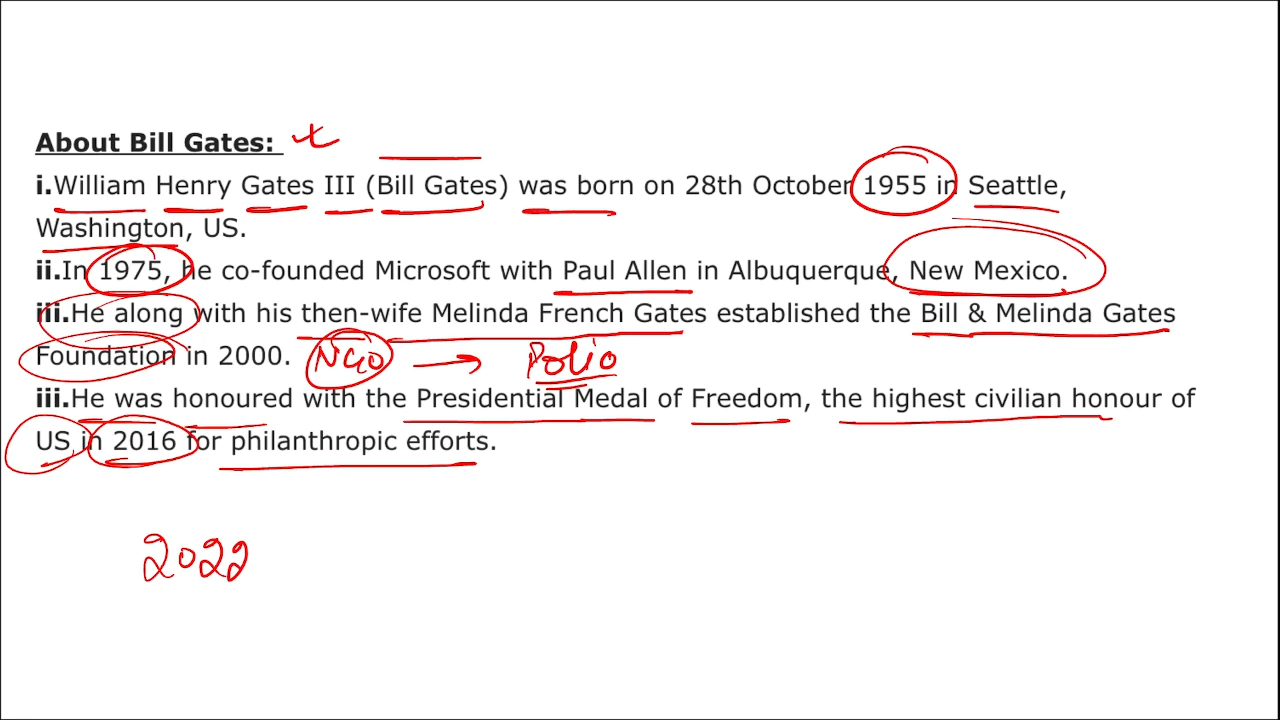 About Bill Gates:
i.William Henry Gates III (Bill Gates) was born on 28th October 1955 in Seattle,
Washington, US.
ii.In 1975, he co-founded Microsoft with Paul Allen in Albuquerque, New Mexico.
iii.He along with his then-wife Melinda French Gates established the Bill & Melinda Gates
Foundation in 2000. NGO → Polio
iii.He was honoured with the Presidential Medal of Freedom, the highest civilian honour of
US in 2016 for philanthropic efforts.
2022